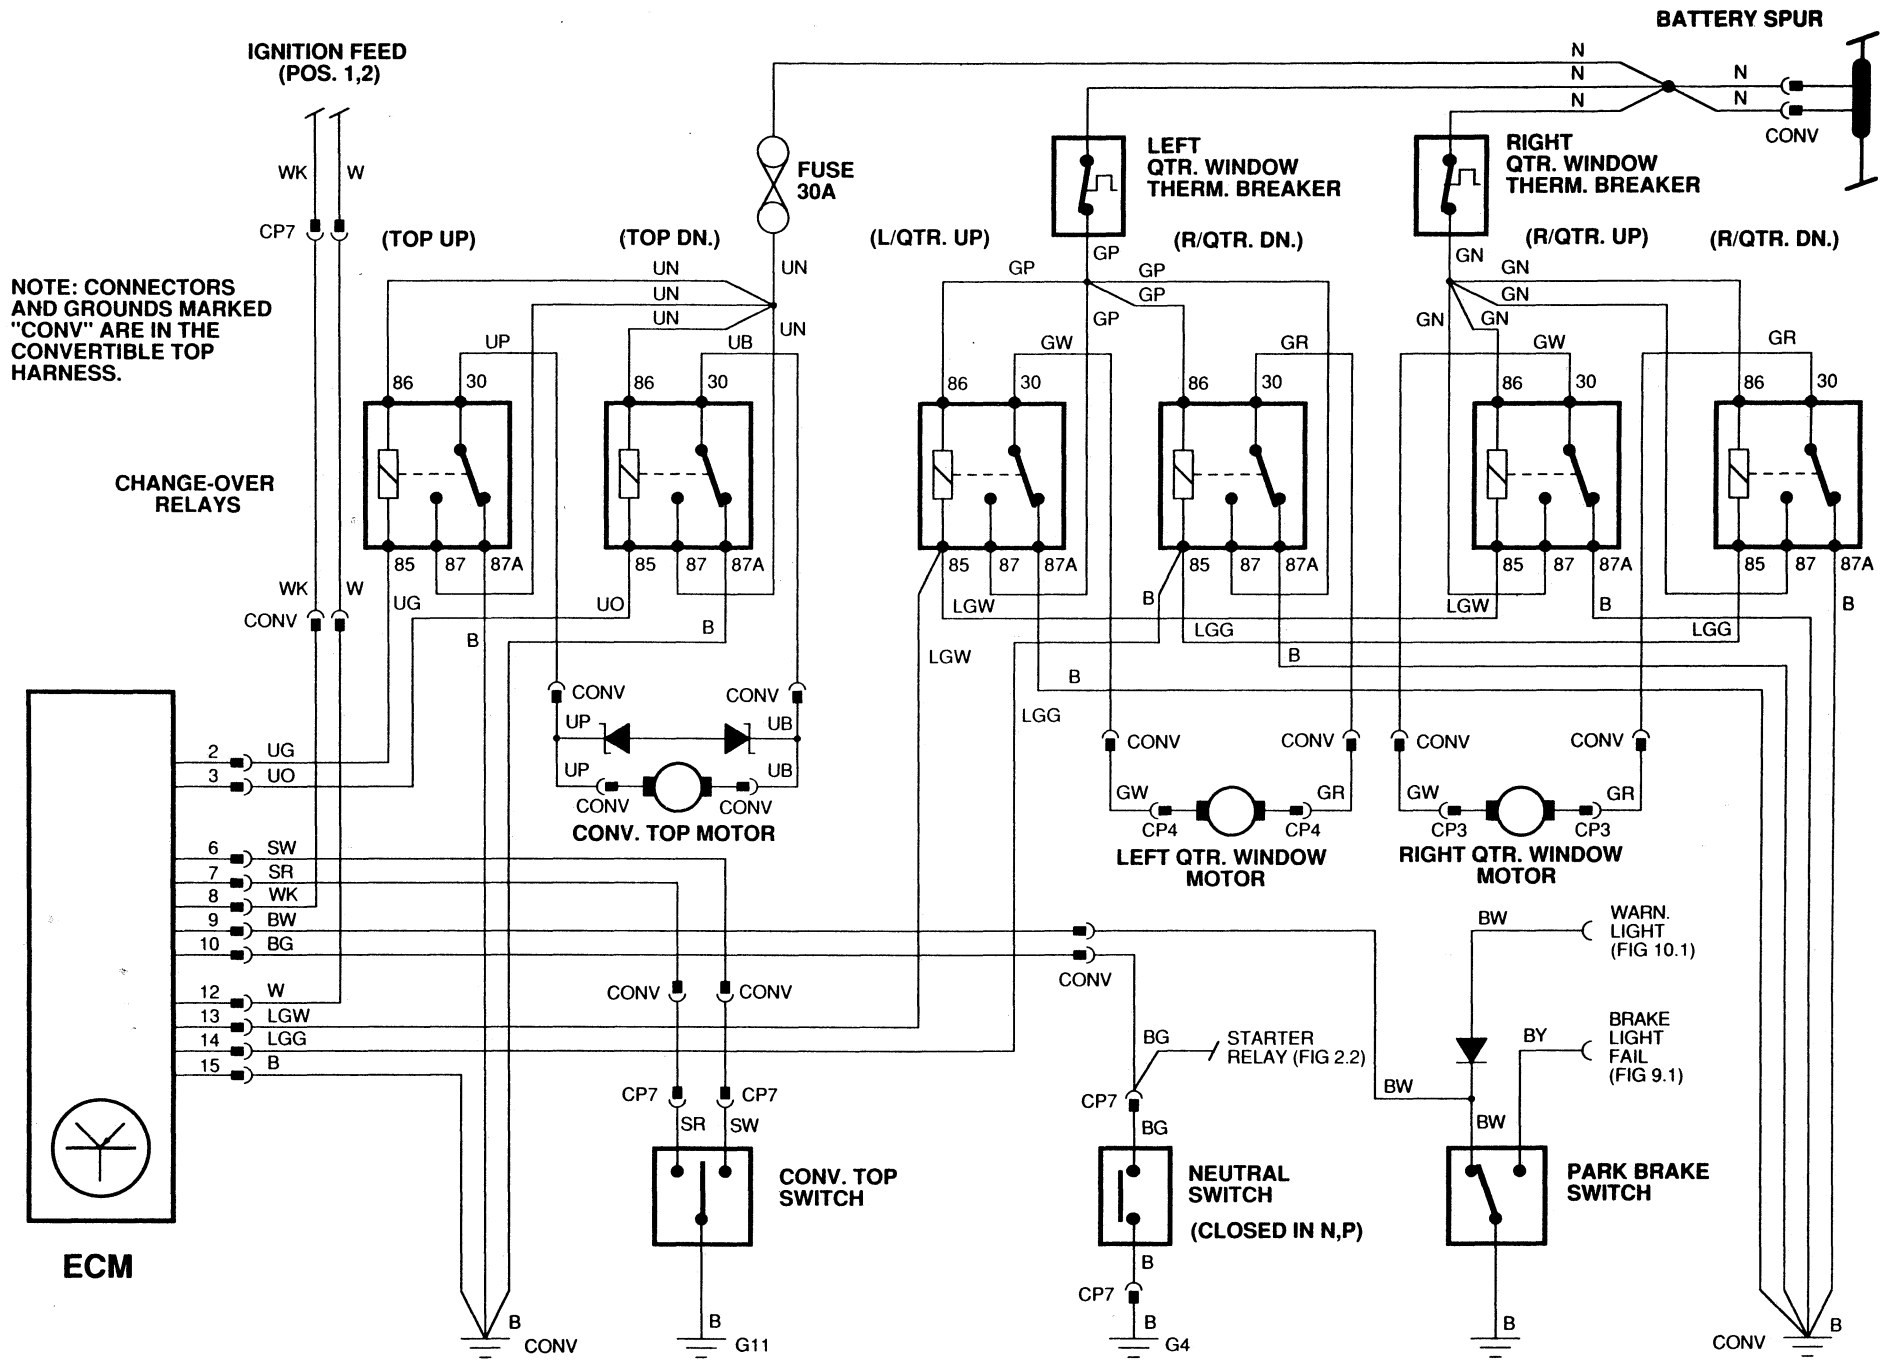 BATTERY SPUR
IGNITION FEED
(POS. 1,2)
N
N
N
N
N
CONV
WK
W
FUSE
30A
LEFT
QTR. WINDOW
THERM. BREAKER
RIGHT
QTR. WINDOW
THERM. BREAKER
CP7
(TOP UP)
(TOP DN.)
(L/QTR. UP)
(R/QTR. DN.)
(R/QTR. UP)
(R/QTR. DN.)
NOTE: CONNECTORS
AND GROUNDS MARKED
"CONV" ARE IN THE
CONVERTIBLE TOP
HARNESS.
UN
UN
UN
UN
UN
GP
GP
GP
GP
GP
GN
GN
GN
GN
GN
UP
UB
GW
GR
GW
GR
86
30
86
30
86
30
86
30
86
30
86
30
CHANGE-OVER
RELAYS
85
87
87A
85
87
87A
85
87
87A
85
87
87A
85
87
87A
85
87
87A
WK
W
CONV
UG
UO
B
B
LGW
B
LGW
B
B
LGG
LGG
LGW
B
B
LGG
CONV
CONV
UP
UB
UP
UB
CONV
CONV
CONV. TOP MOTOR
CONV
CONV
CONV
CONV
GW
GR
GW
GR
CP4
CP4
CP3
CP3
LEFT QTR. WINDOW
MOTOR
RIGHT QTR. WINDOW
MOTOR
2
UG
3
UO
6
SW
7
SR
8
WK
9
BW
10
BG
12
W
13
LGW
14
LGG
15
B
ECM
CONV
CONV
CONV
BW
WARN.
LIGHT
(FIG 10.1)
BG
STARTER
RELAY (FIG 2.2)
BY
BRAKE
LIGHT
FAIL
(FIG 9.1)
CP7
CP7
SR
SW
CP7
BG
BW
BW
CONV. TOP
SWITCH
NEUTRAL
SWITCH
(CLOSED IN N,P)
PARK BRAKE
SWITCH
B
CP7
B
CONV
B
G11
B
G4
B
CONV
B